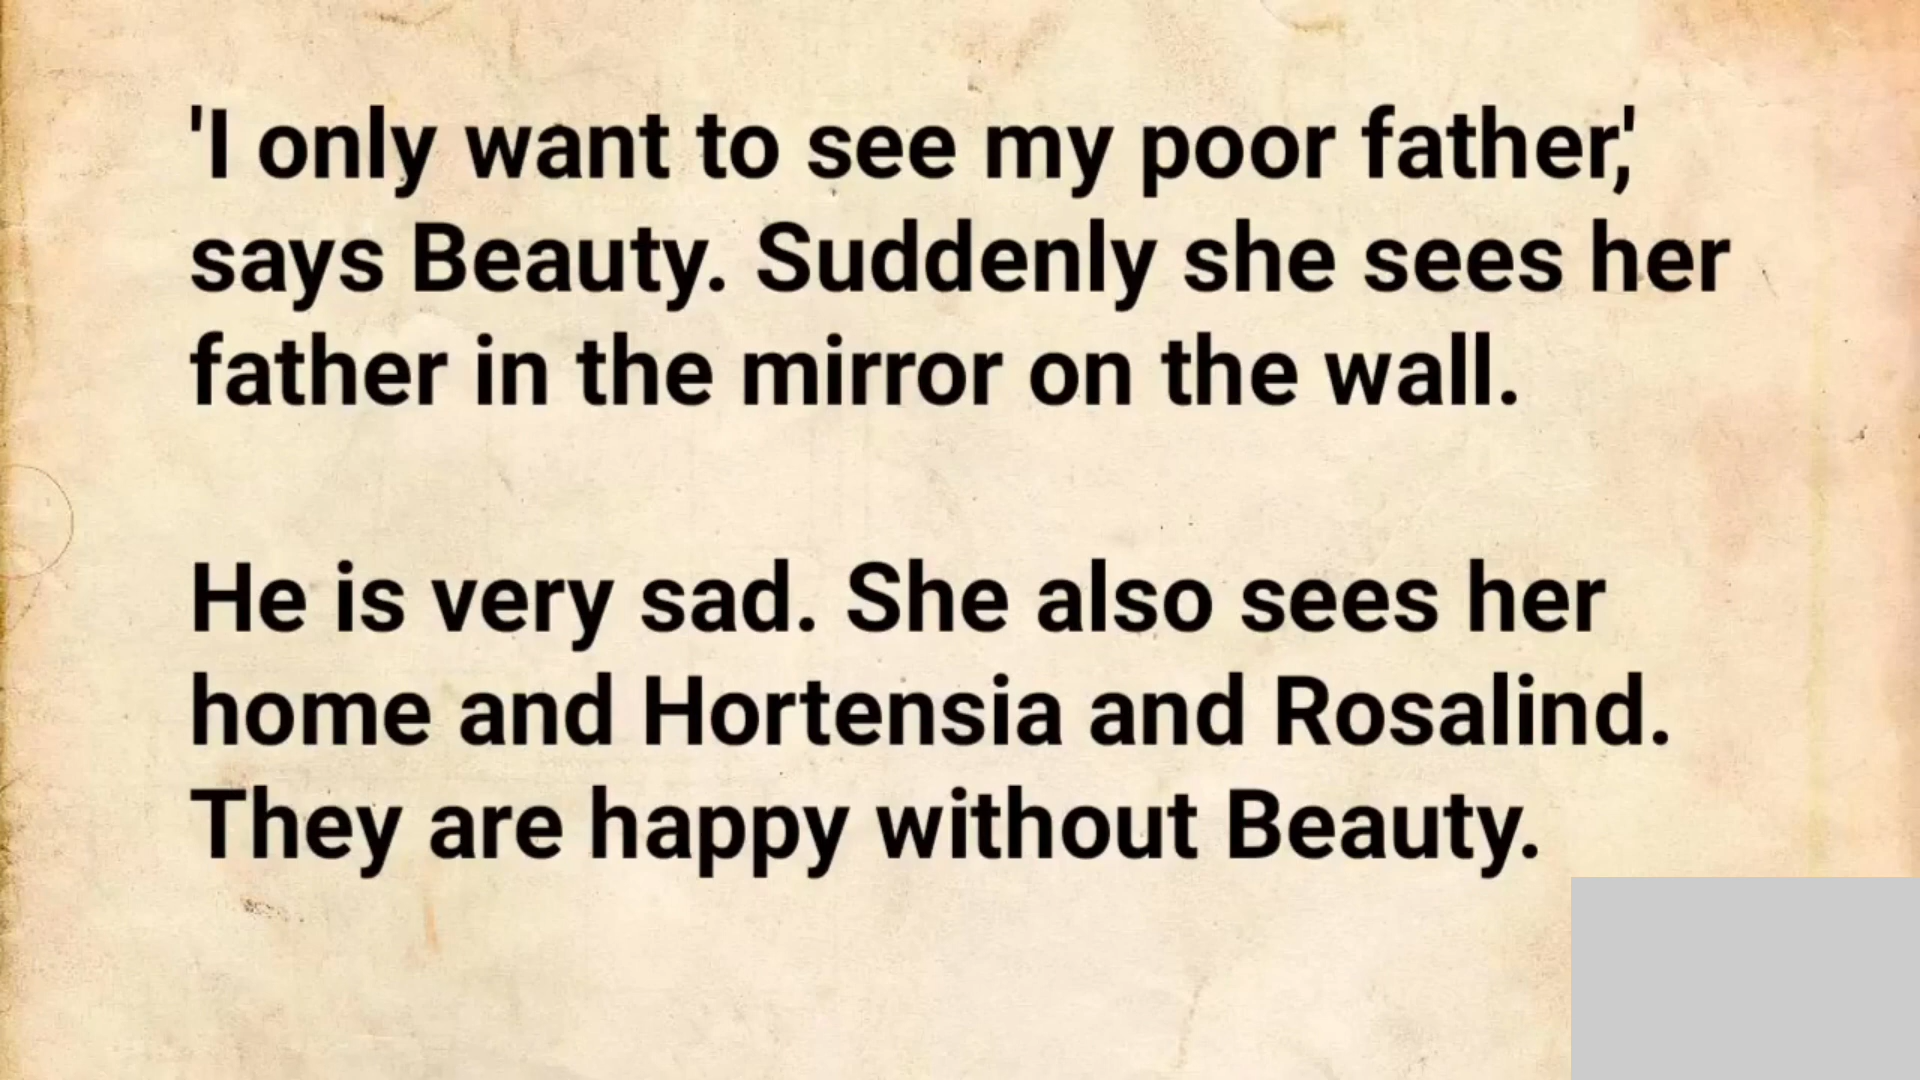 'I only want to see my poor father,'
says Beauty. Suddenly she sees her
father in the mirror on the wall.
He is very sad. She also sees her
home and Hortensia and Rosalind.
They are happy without Beauty.